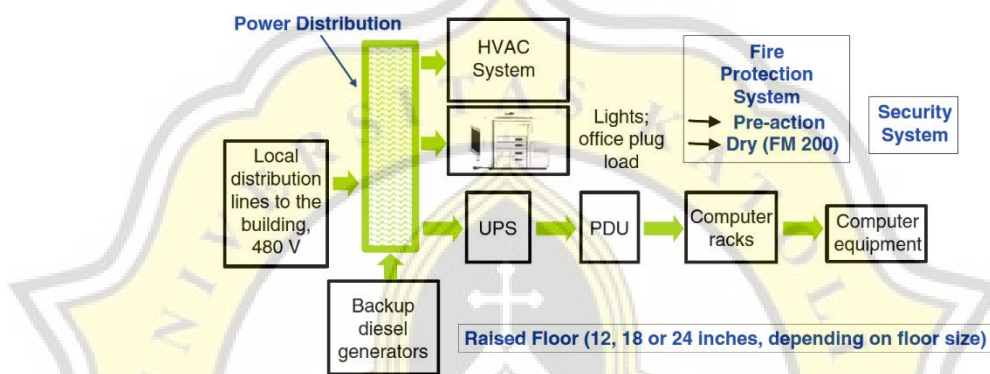 Power Distribution
HVAC
System
Fire
Protection
System
Pre-action
Dry (FM 200)
Security
System
Lights;
office plug
load
Local
distribution
lines to the
building,
480 V
UPS
PDU
Computer
racks
Computer
equipment
Backup
diesel
generators
Raised Floor (12, 18 or 24 inches, depending on floor size)
UNIVERSITAS KATOLI